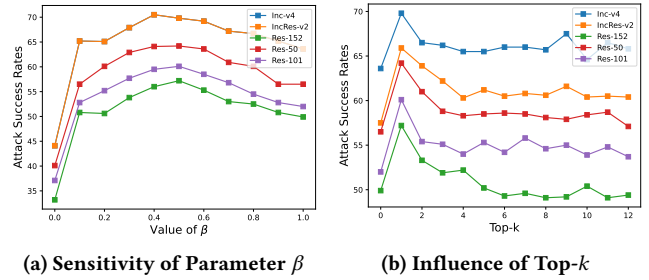 70
65
60
55
50
45
40
35
Attack Success Rates
0.0 0.2 0.4 0.6 0.8 1.0
Value of β
Inc-v4
IncRes-v2
Res-152
Res-50
Res-101
(a) Sensitivity of Parameter β
70
65
60
55
50
Attack Success Rates
0 2 4 6 8 10 12
Top-k
Inc-v4
IncRes-v2
Res-152
Res-50
Res-101
(b) Influence of Top-k